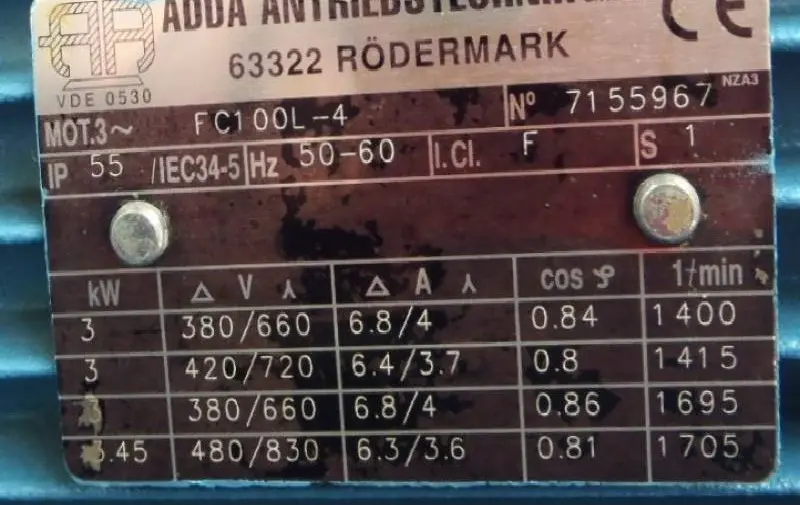 ADDA ANTRIEBSTECHNIK
63322 RÖDERMARK
CE
VDE 0530
NZA3
MOT.3~ FC100L-4 Nº 7155967
IP 55 /IEC34-5 Hz 50-60 I.Cl. F S 1
kW Δ V ⅄ Δ A ⅄ cos φ 1/min
3 380/660 6.8/4 0.84 1400
3 420/720 6.4/3.7 0.8 1415
380/660 6.8/4 0.86 1695
3.45 480/830 6.3/3.6 0.81 1705